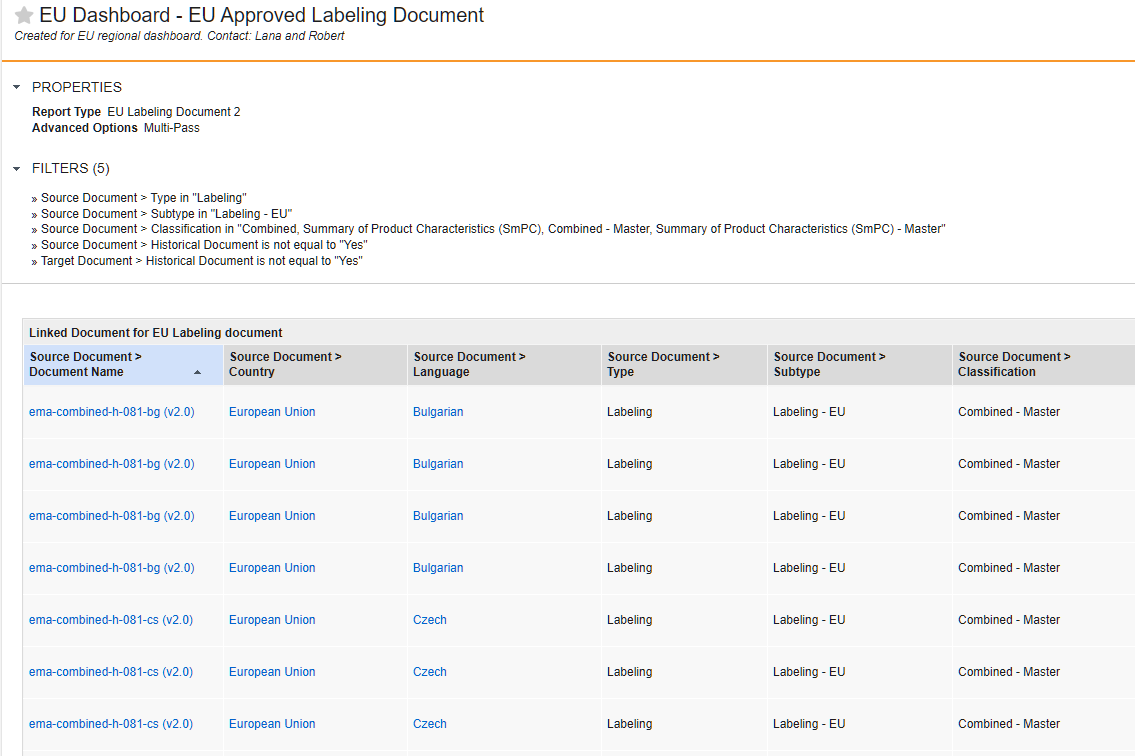 EU Dashboard - EU Approved Labeling Document
Created for EU regional dashboard. Contact: Lana and Robert
PROPERTIES
Report Type EU Labeling Document 2
Advanced Options Multi-Pass
FILTERS (5)
» Source Document > Type in "Labeling"
» Source Document > Subtype in "Labeling - EU"
» Source Document > Classification in "Combined, Summary of Product Characteristics (SmPC), Combined - Master, Summary of Product Characteristics (SmPC) - Master"
» Source Document > Historical Document is not equal to "Yes"
» Target Document > Historical Document is not equal to "Yes"
Linked Document for EU Labeling document
Source Document > Source Document > Source Document > Source Document > Source Document > Source Document >
Document Name Country Language Type Subtype Classification
ema-combined-h-081-bg (v2.0) European Union Bulgarian Labeling Labeling - EU Combined - Master
ema-combined-h-081-bg (v2.0) European Union Bulgarian Labeling Labeling - EU Combined - Master
ema-combined-h-081-bg (v2.0) European Union Bulgarian Labeling Labeling - EU Combined - Master
ema-combined-h-081-bg (v2.0) European Union Bulgarian Labeling Labeling - EU Combined - Master
ema-combined-h-081-cs (v2.0) European Union Czech Labeling Labeling - EU Combined - Master
ema-combined-h-081-cs (v2.0) European Union Czech Labeling Labeling - EU Combined - Master
ema-combined-h-081-cs (v2.0) European Union Czech Labeling Labeling - EU Combined - Master